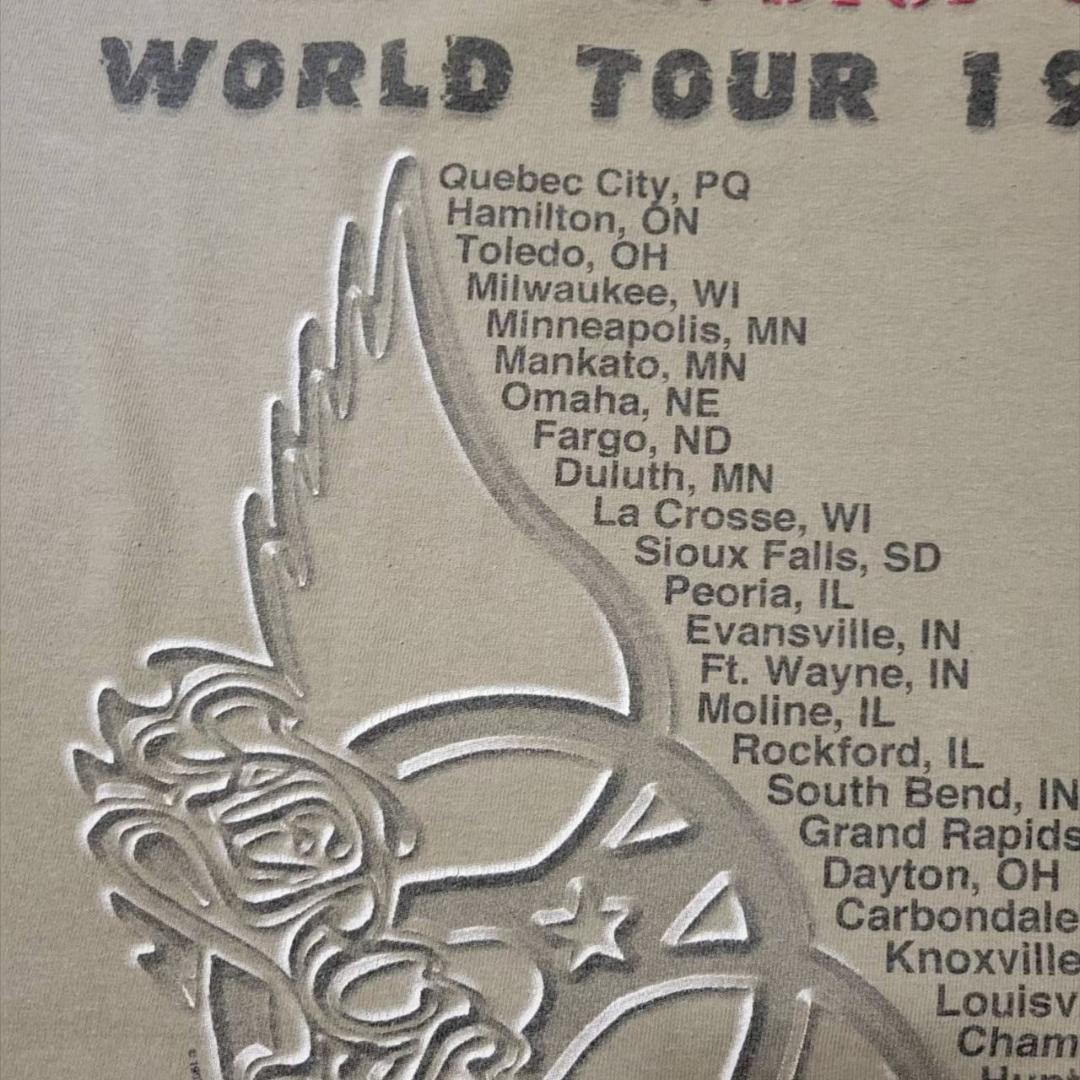 WORLD TOUR 19
Quebec City, PQ
Hamilton, ON
Toledo, OH
Milwaukee, WI
Minneapolis, MN
Mankato, MN
Omaha, NE
Fargo, ND
Duluth, MN
La Crosse, WI
Sioux Falls, SD
Peoria, IL
Evansville, IN
Ft. Wayne, IN
Moline, IL
Rockford, IL
South Bend, IN
Grand Rapids
Dayton, OH
Carbondale
Knoxville
Louisv
Cham